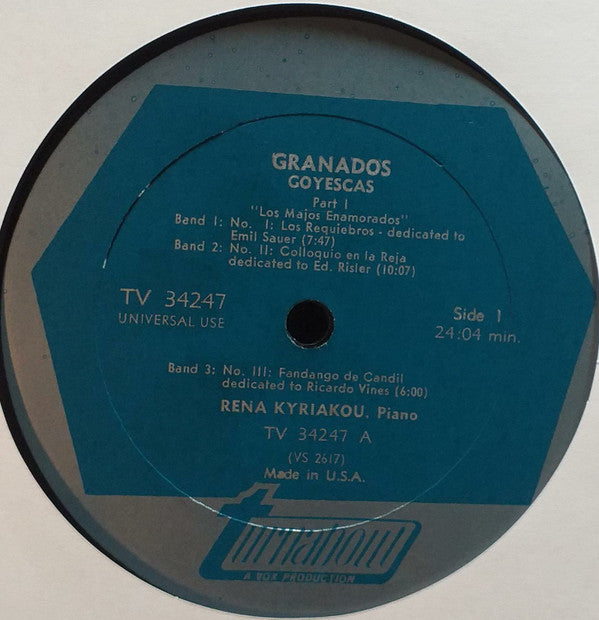 GRANADOS
GOYESCAS
Part I
"Los Majos Enamorados"
Band 1: No. I: Los Requiebros - dedicated to
Emil Sauer (7:47)
Band 2: No. II: Colloquio en la Reja
dedicated to Ed. Risler (10:07)
TV 34247
UNIVERSAL USE
Side 1
24:04 min.
Band 3: No. III: Fandango de Candil
dedicated to Ricardo Vines (6:00)
RENA KYRIAKOU, Piano
TV 34247 A
(VS 2617)
Made in U.S.A.
turnabout
A VOX PRODUCTION